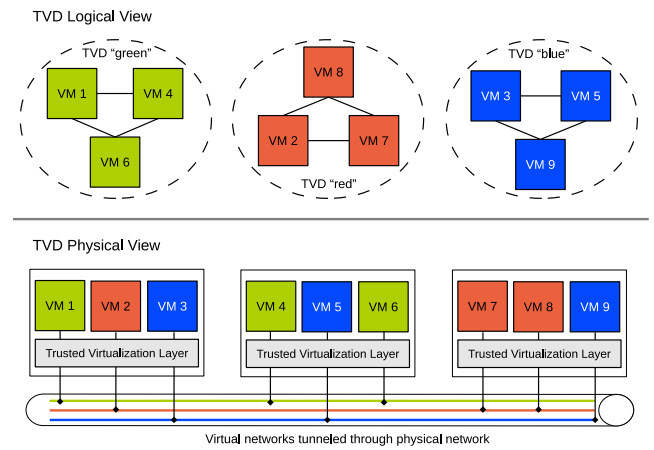 TVD Logical View
TVD “green”
TVD “blue”
VM 8
VM 1
VM 4
VM 3
VM 5
VM 2
VM 7
VM 6
VM 9
TVD “red”
TVD Physical View
VM 1
VM 2
VM 3
VM 4
VM 5
VM 6
VM 7
VM 8
VM 9
Trusted Virtualization Layer
Trusted Virtualization Layer
Trusted Virtualization Layer
Virtual networks tunneled through physical network